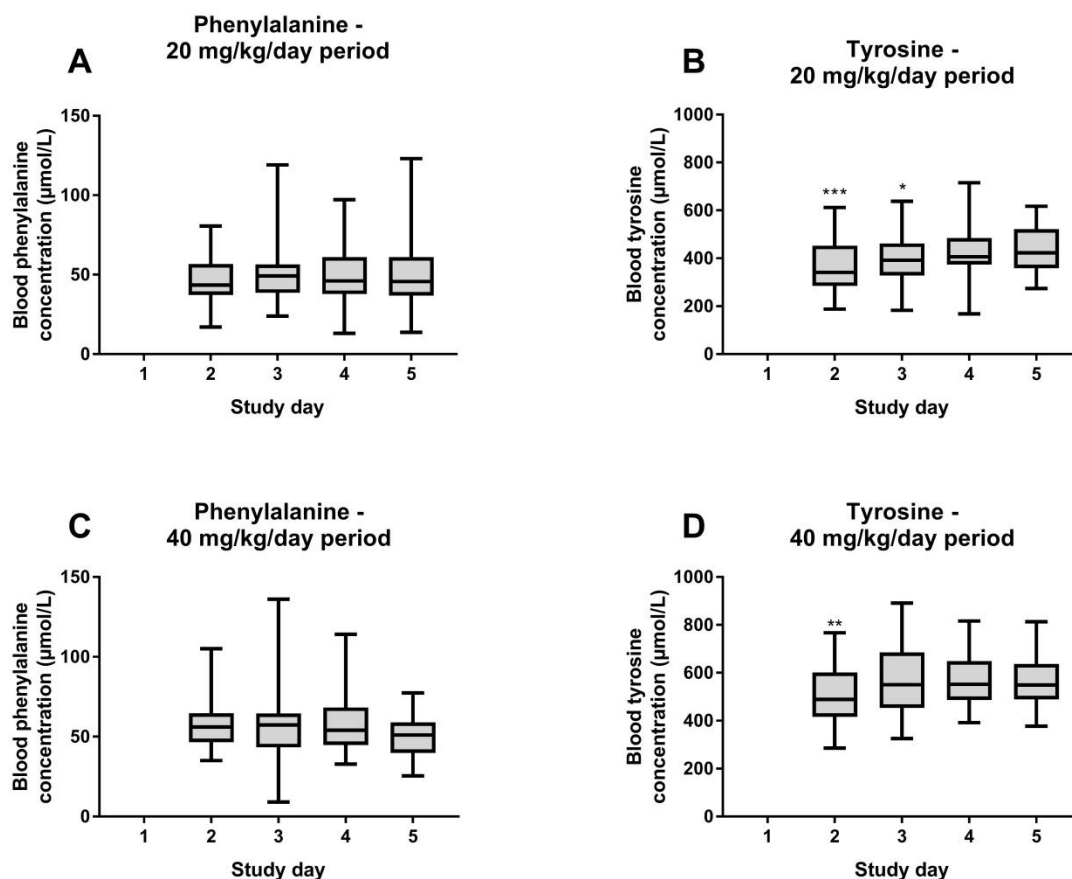 A
Phenylalanine -
20 mg/kg/day period
Blood phenylalanine
concentration (µmol/L)
150
100
50
0
1 2 3 4 5
Study day
B
Tyrosine -
20 mg/kg/day period
Blood tyrosine
concentration (µmol/L)
1000
800
600
400
200
0
*** *
1 2 3 4 5
Study day
C
Phenylalanine -
40 mg/kg/day period
Blood phenylalanine
concentration (µmol/L)
150
100
50
0
1 2 3 4 5
Study day
D
Tyrosine -
40 mg/kg/day period
Blood tyrosine
concentration (µmol/L)
1000
800
600
400
200
0
**
1 2 3 4 5
Study day